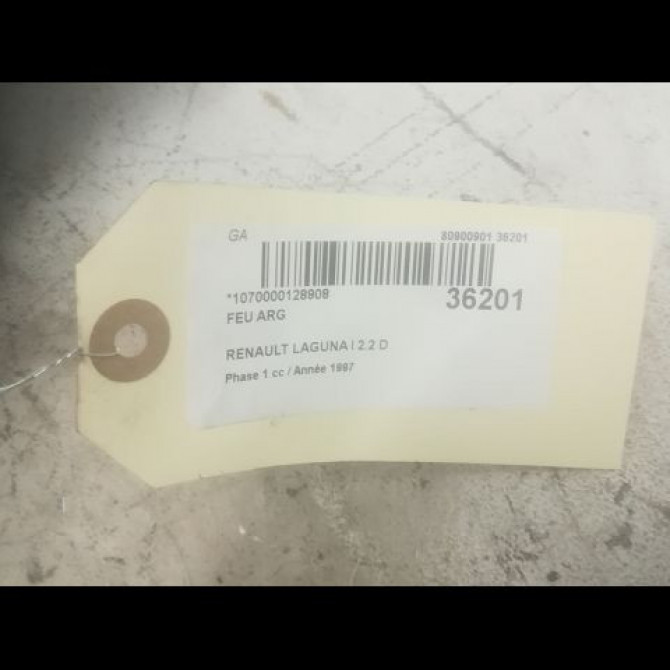 GA 80900901 36201
*1070000128908 36201
FEU ARG
RENAULT LAGUNA I 2.2 D
Phase 1 cc / Année 1997